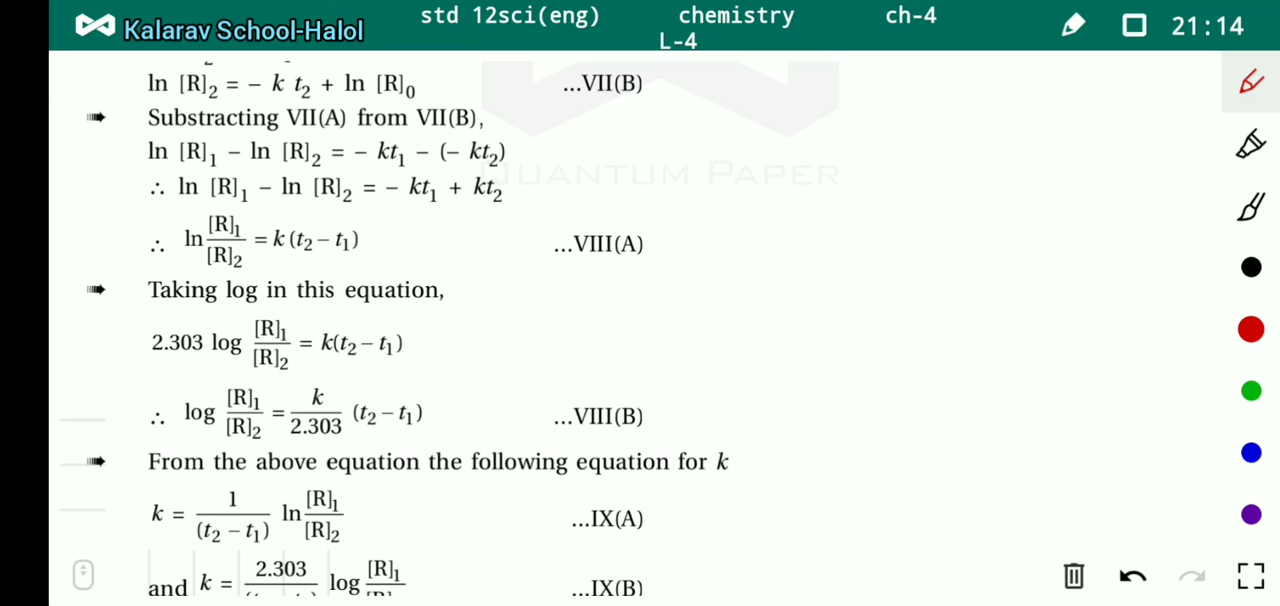 std 12sci(eng) chemistry ch-4
Kalarav School-Halol L-4 21:14
ln [R]₂ = – k t₂ + ln [R]₀ ...VII(B)
Substracting VII(A) from VII(B),
ln [R]₁ – ln [R]₂ = – kt₁ – (– kt₂)
QUANTUM PAPER
∴ ln [R]₁ – ln [R]₂ = – kt₁ + kt₂
∴ ln [R]₁/[R]₂ = k (t₂ – t₁) ...VIII(A)
Taking log in this equation,
2.303 log [R]₁/[R]₂ = k(t₂ – t₁)
∴ log [R]₁/[R]₂ = k/2.303 (t₂ – t₁) ...VIII(B)
From the above equation the following equation for k
k = 1/(t₂ – t₁) ln [R]₁/[R]₂ ...IX(A)
and k = 2.303 log [R]₁ ...IX(B)